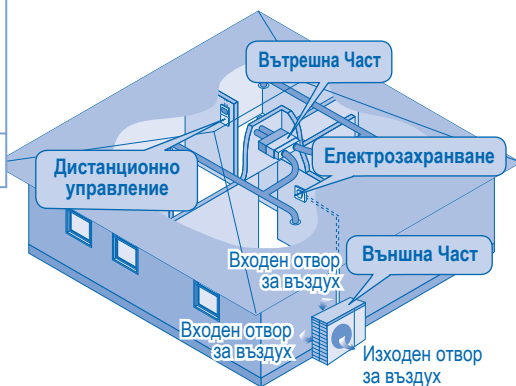 Вътрешна Част
Дистанционно
управление
Електрозахранване
Входен отвор
за въздух
Външна Част
Входен отвор
за въздух
Изходен отвор
за въздух